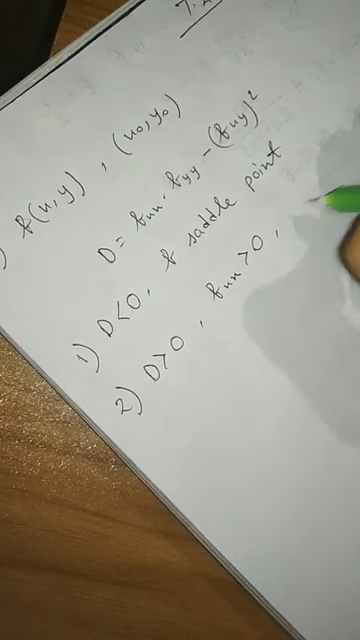 f(x, y), (x₀, y₀)
D = fxx · fyy − (fxy)²
1) D < 0, f saddle point
2) D > 0, fxx > 0,